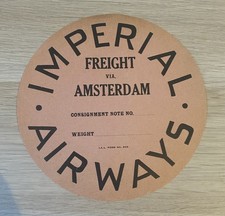 IMPERIAL
FREIGHT
VIA
AMSTERDAM
CONSIGNMENT NOTE NO.
WEIGHT
AIRWAYS